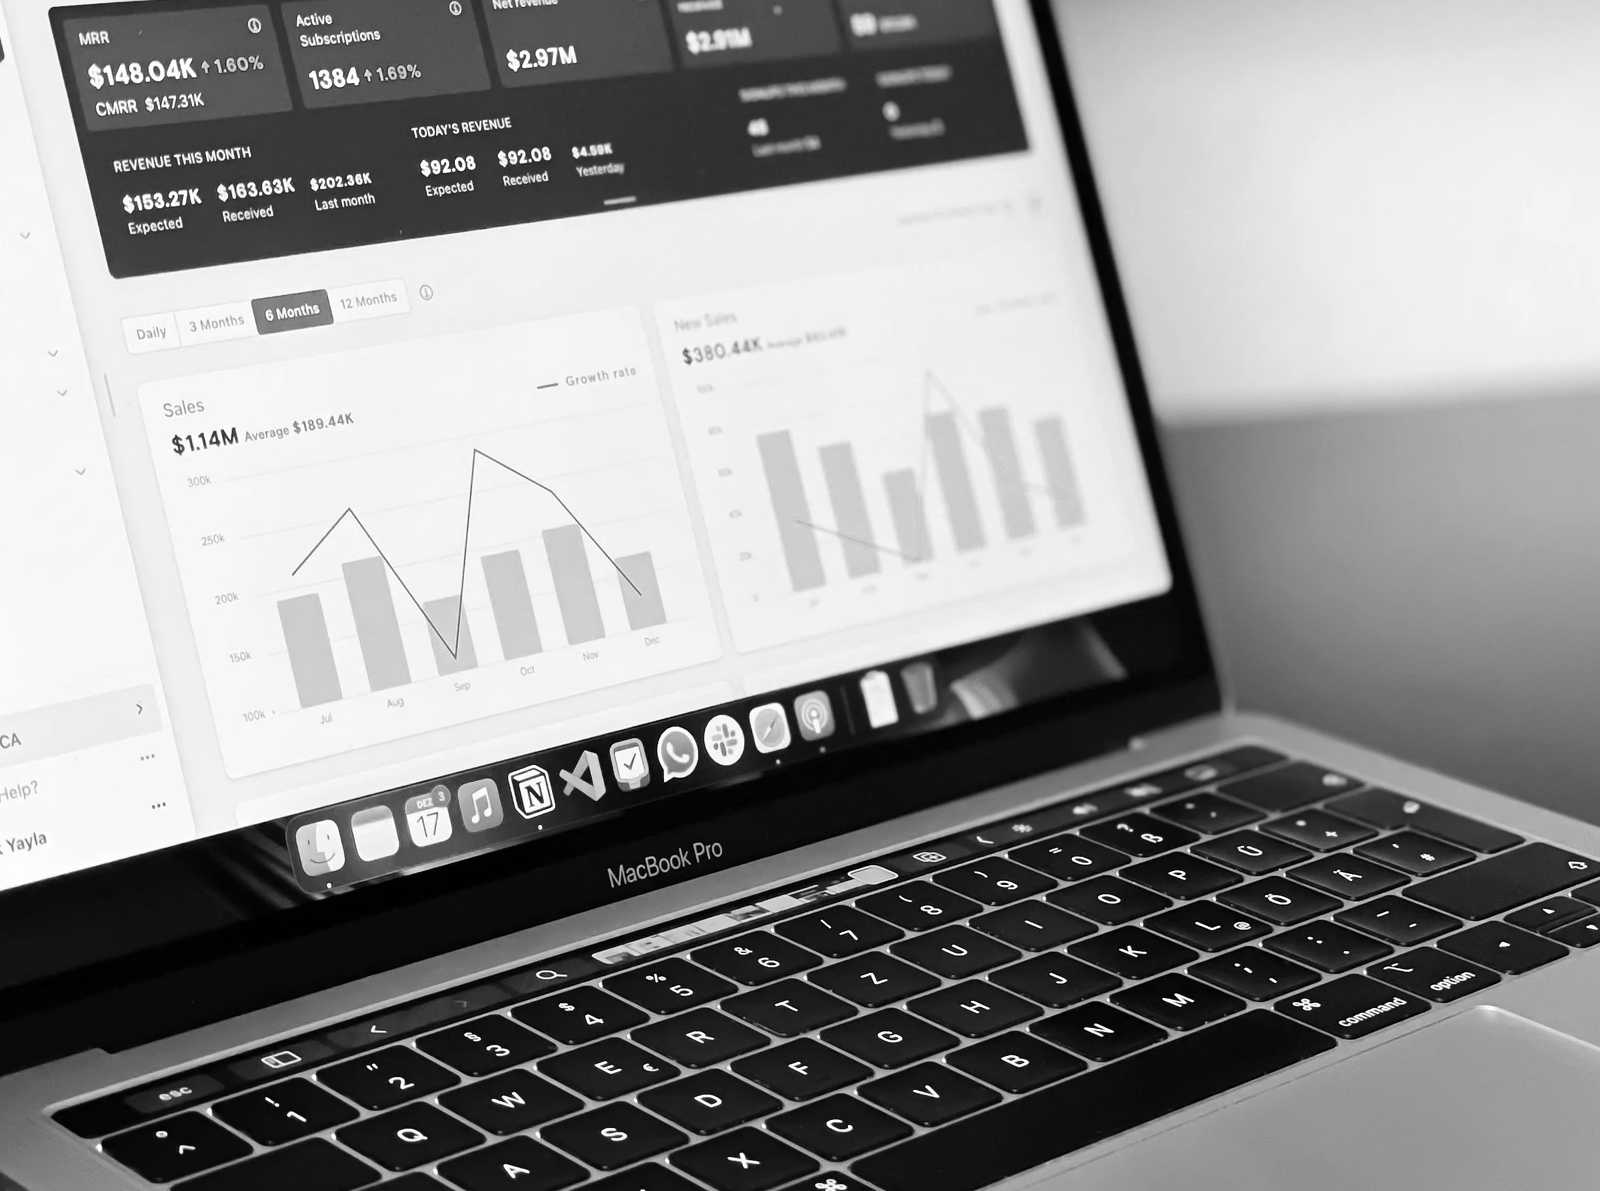 MRR
$148.04K ↑ 1.60%
CMRR $147.31K
Active
Subscriptions
1384 ↑ 1.69%
Net revenue
$2.97M
$2.91M
REVENUE THIS MONTH
$153.27K
Expected
$163.63K
Received
$202.36K
Last month
TODAY'S REVENUE
$92.08
Expected
$92.08
Received
$4.59K
Yesterday
Daily
3 Months
6 Months
12 Months
Sales
$1.14M Average $189.44K
Growth rate
300k
250k
200k
150k
100k
Jul
Aug
Sep
Oct
Nov
Dec
New Sales
$380.44K Average
CA
Help?
Yayla
DEZ
3
17
N
MacBook Pro
esc
° ^
! 1
" 2
§ 3
$ 4
% 5
& 6
/ 7
( 8
) 9
= 0
? ß
Q
W
E €
R
T
Z
U
I
O
P
Ü
* +
A
S
D
F
G
H
J
K
L @
Ö
Ä
' #
X
C
V
B
N
M
; ,
: .
_ -
⌘
command
⌥
option